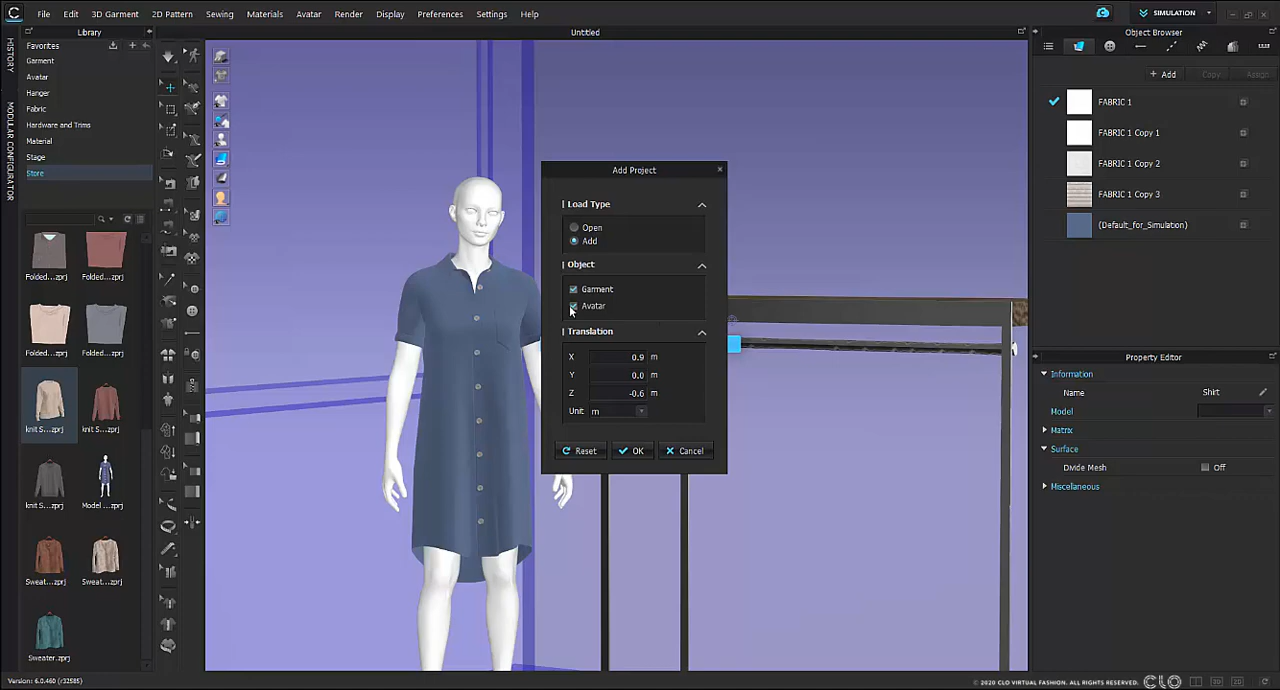 File Edit 3D Garment 2D Pattern Sewing Materials Avatar Render Display Preferences Settings Help
SIMULATION
HISTORY
MODULAR CONFIGURATOR
Library
Favorites
Garment
Avatar
Hanger
Fabric
Hardware and Trims
Material
Stage
Store
Folded...zprj Folded....zprj
Folded...zprj Folded....zprj
knit S...zprj knit S...zprj
knit S...zprj Model ...zprj
Sweat...zprj Sweat...zprj
Sweater.zprj
Untitled
Add Project
Load Type
Open
Add
Object
Garment
Avatar
Translation
X 0.9 m
Y 0.0 m
Z -0.6 m
Unit m
Reset OK Cancel
Object Browser
+ Add Copy Assign
FABRIC 1
FABRIC 1 Copy 1
FABRIC 1 Copy 2
FABRIC 1 Copy 3
(Default_for_Simulation)
Property Editor
Information
Name Shirt
Model
Matrix
Surface
Divide Mesh Off
Miscellaneous
Version: 6.0.460 (r32585)
© 2020 CLO VIRTUAL FASHION. ALL RIGHTS RESERVED. CLO 3D 2D